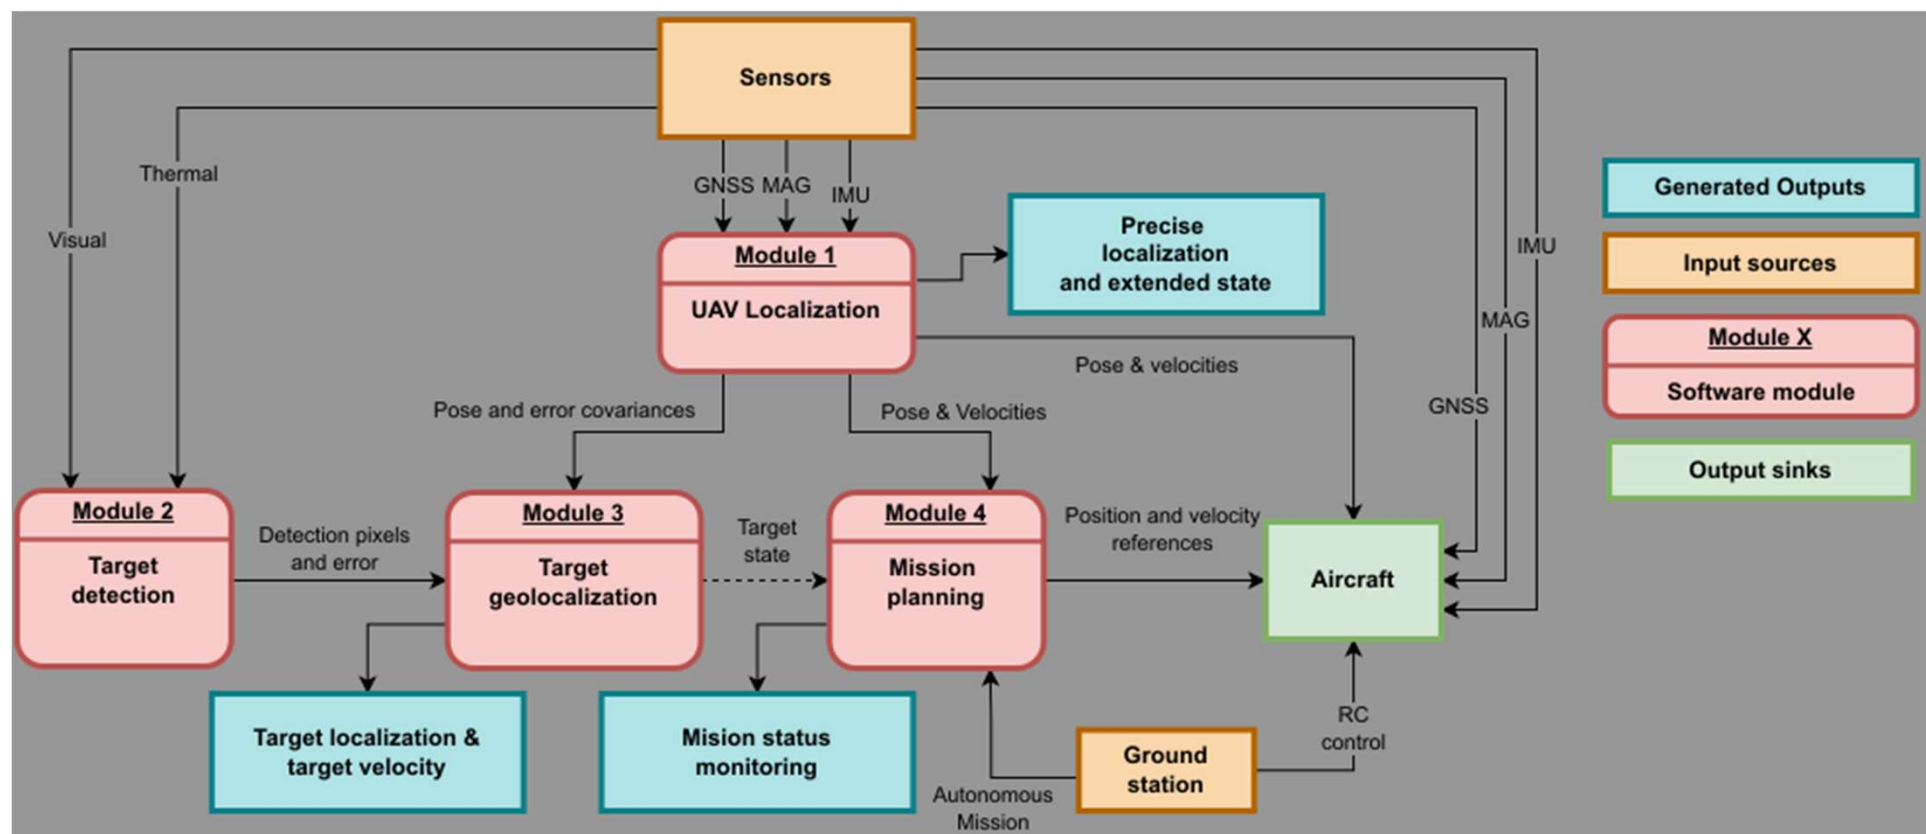 Sensors
Thermal
GNSS MAG
IMU
Visual
Generated Outputs
Precise
localization
and extended state
Module 1
UAV Localization
IMU
Input sources
MAG
Module X
Software module
Pose & velocities
GNSS
Pose and error covariances
Pose & Velocities
Output sinks
Module 2
Target
detection
Detection pixels
and error
Module 3
Target
geolocalization
Target
state
Module 4
Mission
planning
Position and velocity
references
Aircraft
Target localization &
target velocity
Mision status
monitoring
Ground
station
RC
control
Autonomous
Mission